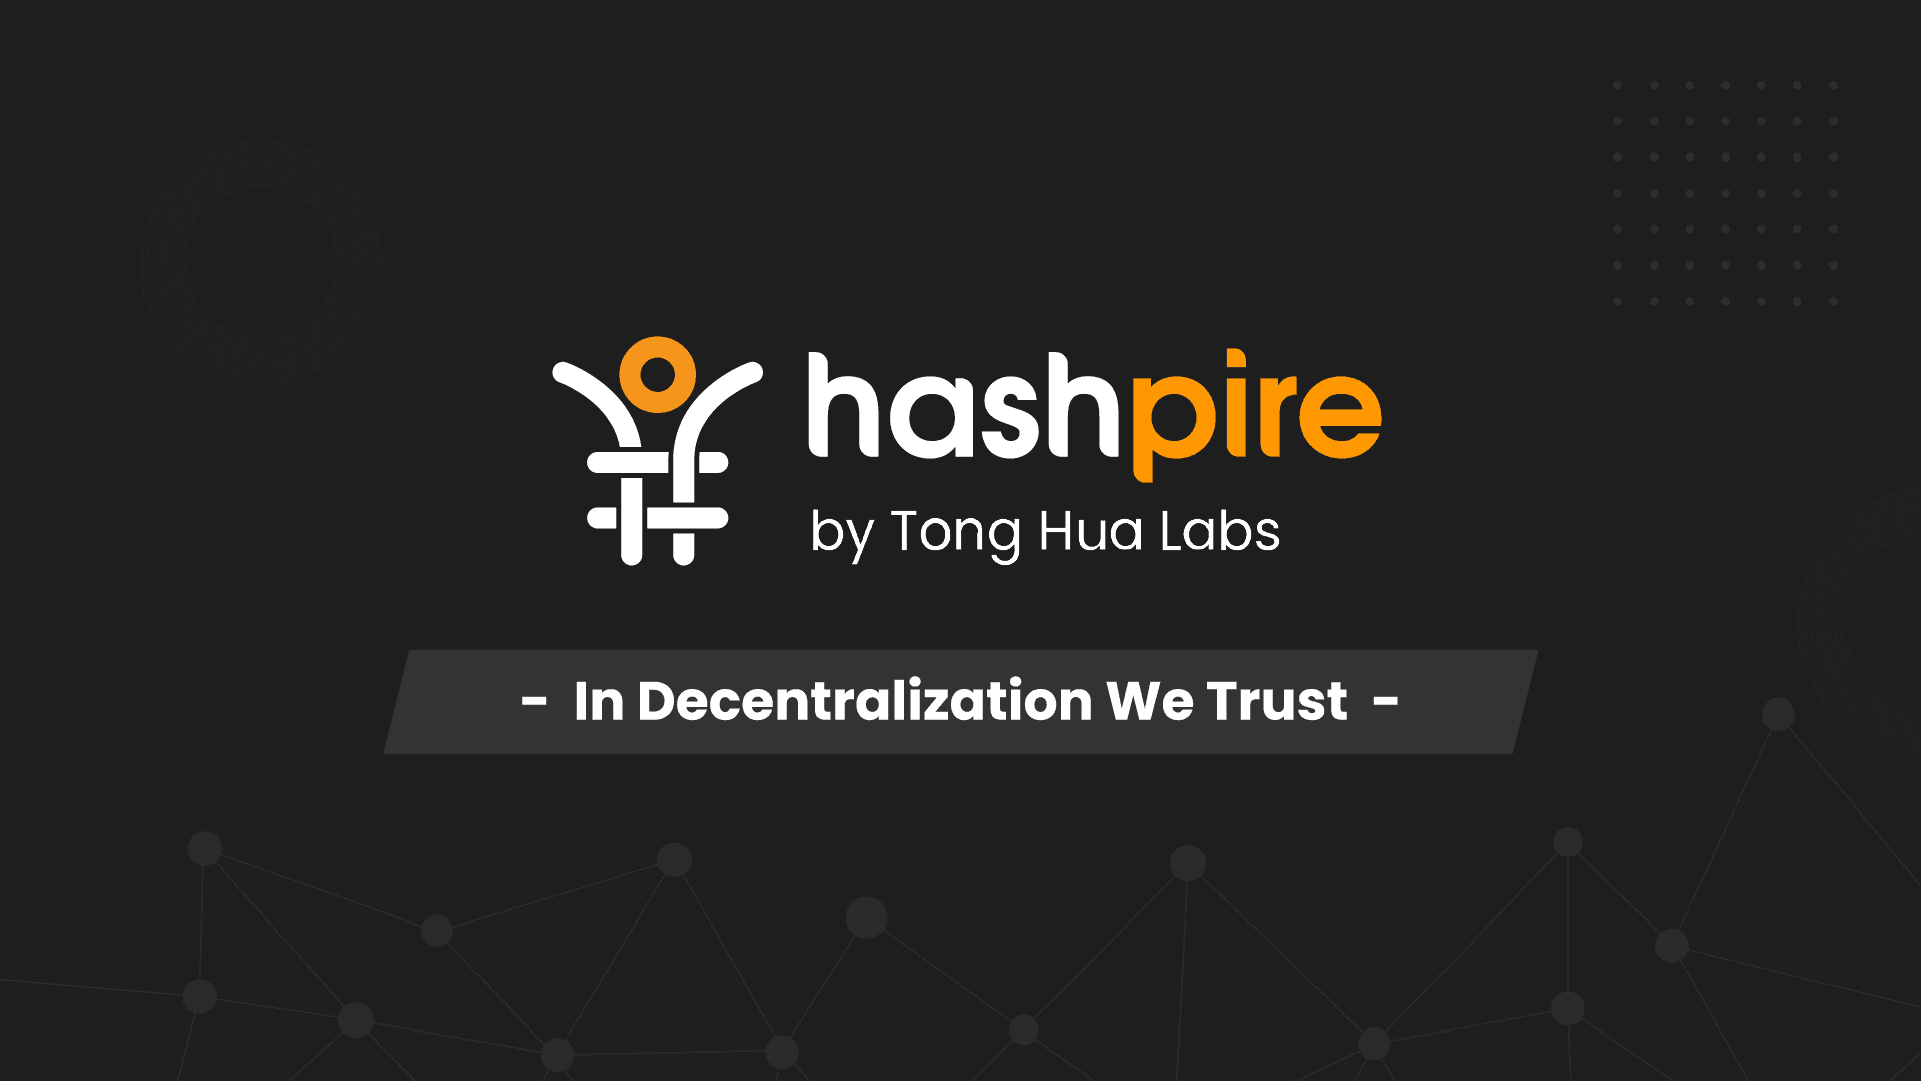 hashpire
by Tong Hua Labs
- In Decentralization We Trust -